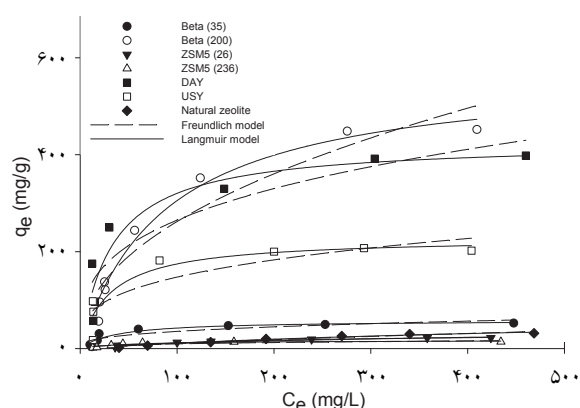 Beta (35)
Beta (200)
ZSM5 (26)
ZSM5 (236)
DAY
USY
Natural zeolite
Freundlich model
Langmuir model
۶۰۰
۴۰۰
۲۰۰
۰
qe (mg/g)
۰ ۱۰۰ ۲۰۰ ۳۰۰ ۴۰۰ ۵۰۰
Ce (mg/L)